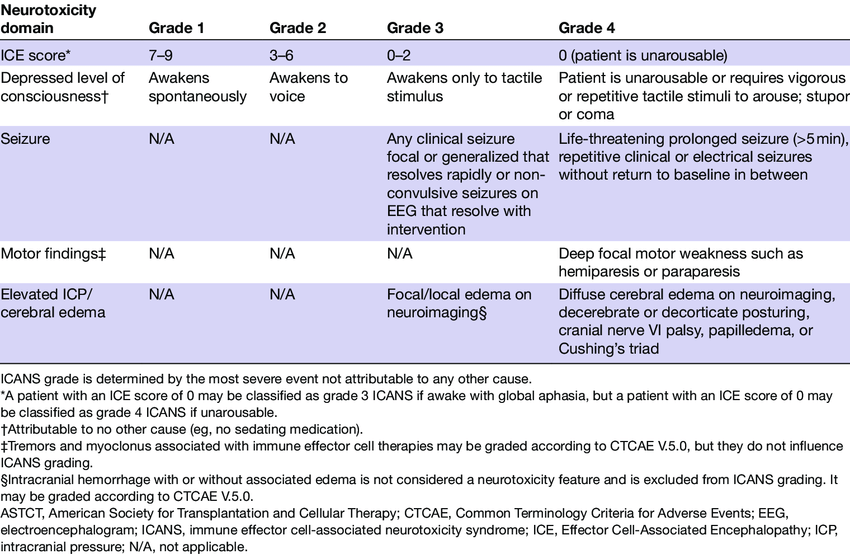 Neurotoxicity
domain Grade 1 Grade 2 Grade 3 Grade 4
ICE score* 7–9 3–6 0–2 0 (patient is unarousable)
Depressed level of Awakens Awakens to Awakens only to tactile Patient is unarousable or requires vigorous
consciousness† spontaneously voice stimulus or repetitive tactile stimuli to arouse; stupor
or coma
Seizure N/A N/A Any clinical seizure Life-threatening prolonged seizure (>5 min),
focal or generalized that repetitive clinical or electrical seizures
resolves rapidly or non- without return to baseline in between
convulsive seizures on
EEG that resolve with
intervention
Motor findings‡ N/A N/A N/A Deep focal motor weakness such as
hemiparesis or paraparesis
Elevated ICP/ N/A N/A Focal/local edema on Diffuse cerebral edema on neuroimaging,
cerebral edema neuroimaging§ decerebrate or decorticate posturing,
cranial nerve VI palsy, papilledema, or
Cushing's triad
ICANS grade is determined by the most severe event not attributable to any other cause.
*A patient with an ICE score of 0 may be classified as grade 3 ICANS if awake with global aphasia, but a patient with an ICE score of 0 may
be classified as grade 4 ICANS if unarousable.
†Attributable to no other cause (eg, no sedating medication).
‡Tremors and myoclonus associated with immune effector cell therapies may be graded according to CTCAE V.5.0, but they do not influence
ICANS grading.
§Intracranial hemorrhage with or without associated edema is not considered a neurotoxicity feature and is excluded from ICANS grading. It
may be graded according to CTCAE V.5.0.
ASTCT, American Society for Transplantation and Cellular Therapy; CTCAE, Common Terminology Criteria for Adverse Events; EEG,
electroencephalogram; ICANS, immune effector cell-associated neurotoxicity syndrome; ICE, Effector Cell-Associated Encephalopathy; ICP,
intracranial pressure; N/A, not applicable.